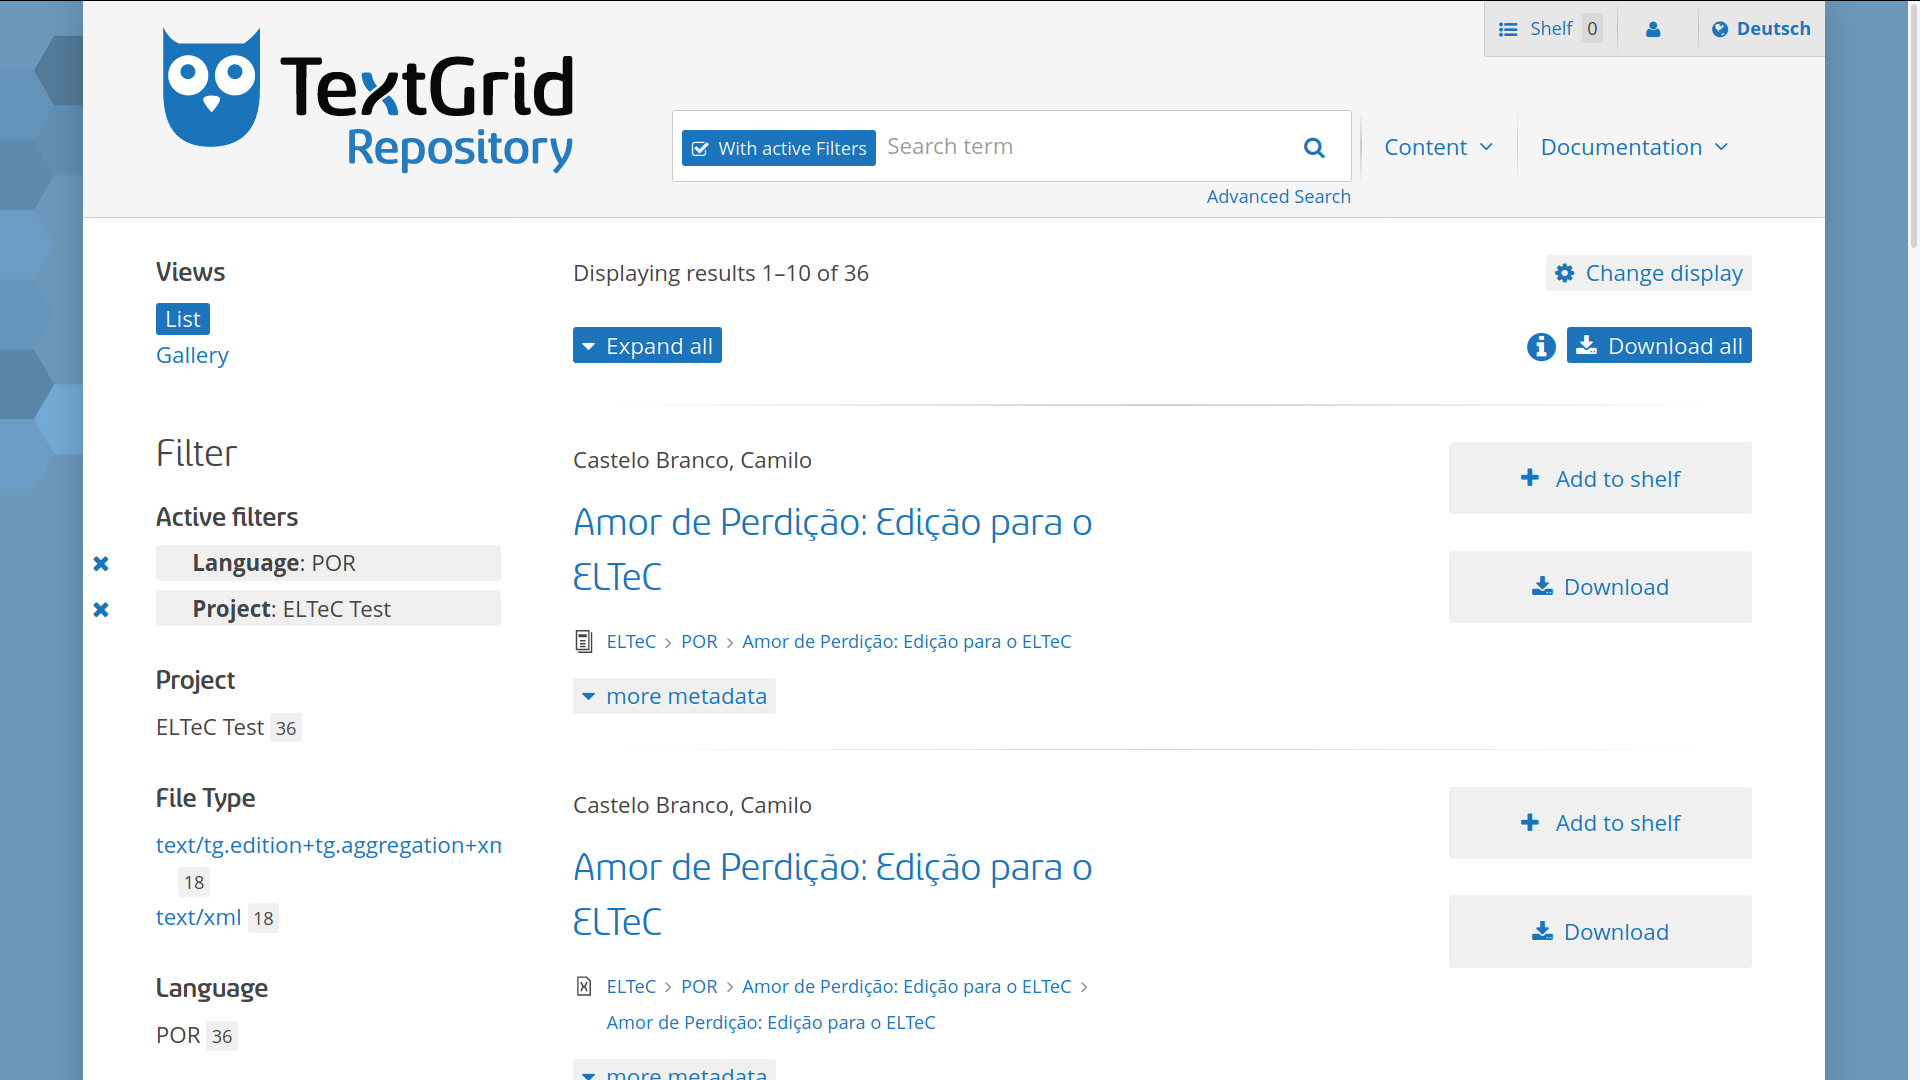 Shelf 0
Deutsch
TextGrid
Repository
With active Filters
Search term
Content
Documentation
Advanced Search
Views
List
Gallery
Filter
Active filters
Language: POR
Project: ELTeC Test
Project
ELTeC Test 36
File Type
text/tg.edition+tg.aggregation+xn
18
text/xml 18
Language
POR 36
Displaying results 1–10 of 36
Change display
Expand all
Download all
Castelo Branco, Camilo
Amor de Perdição: Edição para o
ELTeC
ELTeC > POR > Amor de Perdição: Edição para o ELTeC
more metadata
Add to shelf
Download
Castelo Branco, Camilo
Amor de Perdição: Edição para o
ELTeC
ELTeC > POR > Amor de Perdição: Edição para o ELTeC >
Amor de Perdição: Edição para o ELTeC
more metadata
Add to shelf
Download